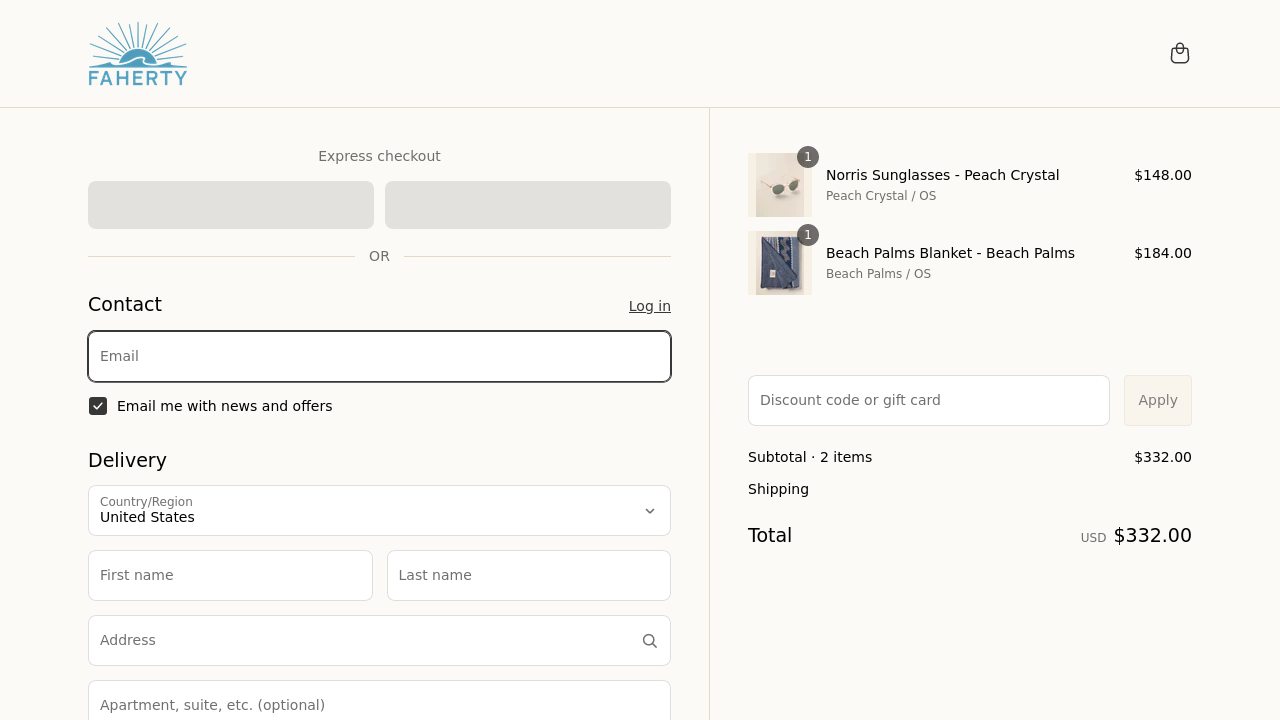 FAHERTY
Express checkout
OR
Contact
Log in
Email
Email me with news and offers
Delivery
Country/Region
United States
First name
Last name
Address
Apartment, suite, etc. (optional)
1
Norris Sunglasses - Peach Crystal
$148.00
Peach Crystal / OS
1
Beach Palms Blanket - Beach Palms
$184.00
Beach Palms / OS
Discount code or gift card
Apply
Subtotal · 2 items
$332.00
Shipping
Total
USD $332.00